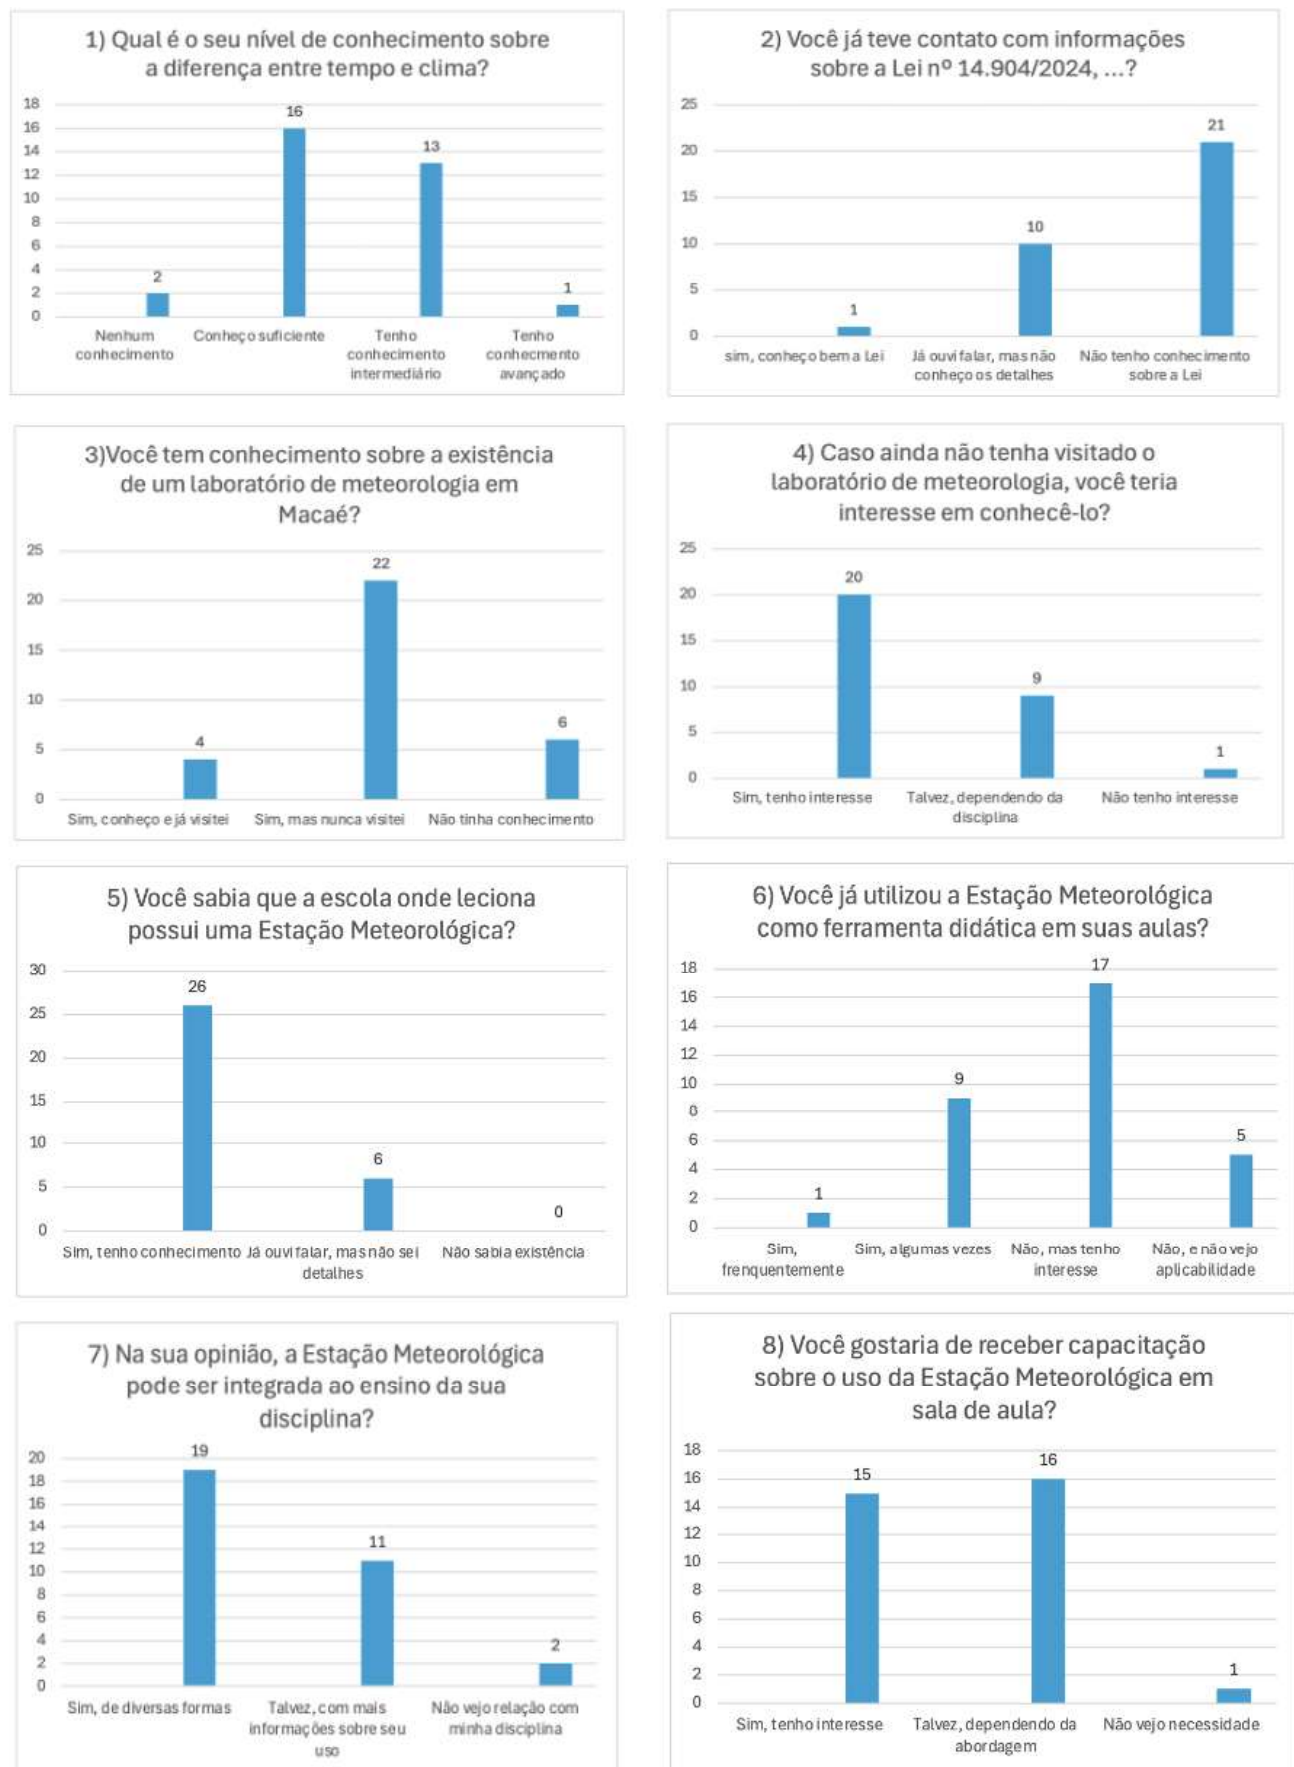 1) Qual é o seu nível de conhecimento sobre
a diferença entre tempo e clima?
18
16
14
12
10
8
6
4
2
0
2
16
13
1
Nenhum
conhecimento
Conheço suficiente
Tenho
conhecimento
intermediário
Tenho
conhecmento
avançado
2) Você já teve contato com informações
sobre a Lei nº 14.904/2024, ...?
25
20
15
10
5
0
1
10
21
sim, conheço bem a Lei
Já ouvi falar, mas não
conheço os detalhes
Não tenho conhecimento
sobre a Lei
3)Você tem conhecimento sobre a existência
de um laboratório de meteorologia em
Macaé?
25
20
15
10
5
0
4
22
6
Sim, conheço e já visitei
Sim, mas nunca visitei
Não tinha conhecimento
4) Caso ainda não tenha visitado o
laboratório de meteorologia, você teria
interesse em conhecê-lo?
25
20
15
10
5
0
20
9
1
Sim, tenho interesse
Talvez, dependendo da
disciplina
Não tenho interesse
5) Você sabia que a escola onde leciona
possui uma Estação Meteorológica?
30
25
20
15
10
5
0
26
6
0
Sim, tenho conhecimento
Já ouvi falar, mas não sei
detalhes
Não sabia existência
6) Você já utilizou a Estação Meteorológica
como ferramenta didática em suas aulas?
18
16
14
12
10
8
6
4
2
0
1
9
17
5
Sim,
frenquentemente
Sim, algumas vezes
Não, mas tenho
interesse
Não, e não vejo
aplicabilidade
7) Na sua opinião, a Estação Meteorológica
pode ser integrada ao ensino da sua
disciplina?
20
18
16
14
12
10
8
6
4
2
0
19
11
2
Sim, de diversas formas
Talvez, com mais
informações sobre seu
uso
Não vejo relação com
minha disciplina
8) Você gostaria de receber capacitação
sobre o uso da Estação Meteorológica em
sala de aula?
18
16
14
12
10
8
6
4
2
0
15
16
1
Sim, tenho interesse
Talvez, dependendo da
abordagem
Não vejo necessidade